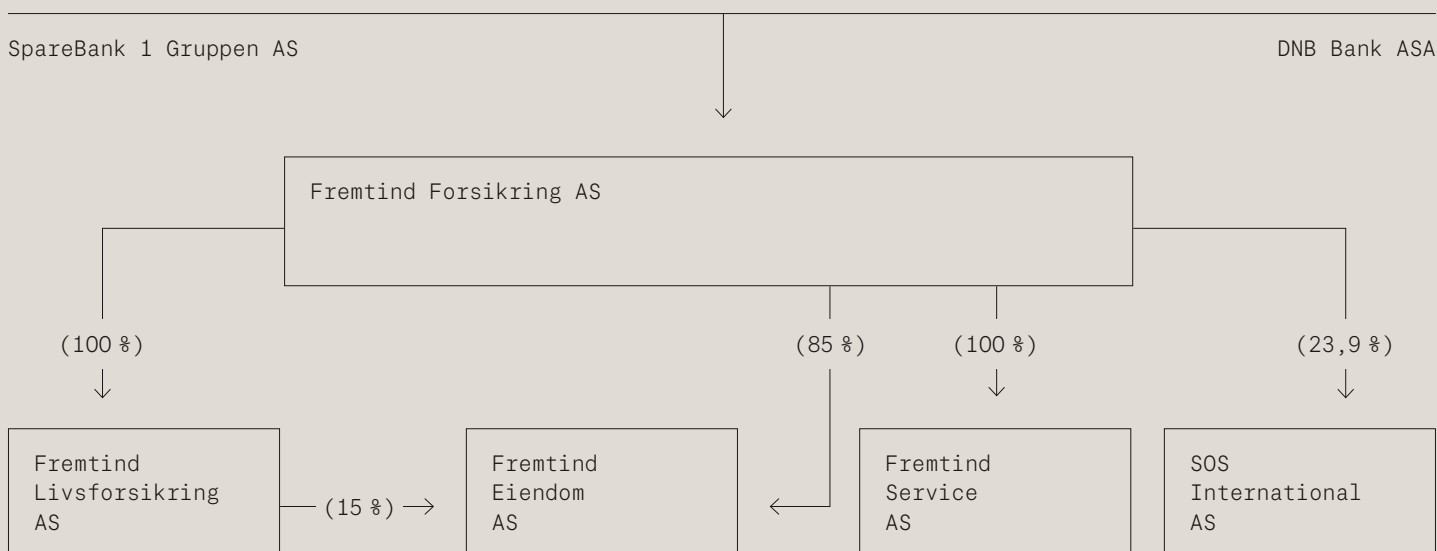 SpareBank 1 Gruppen AS
DNB Bank ASA
Fremtind Forsikring AS
(100 %)
(85 %)
(100 %)
(23,9 %)
Fremtind
Livsforsikring
AS
(15 %)
Fremtind
Eiendom
AS
Fremtind
Service
AS
SOS
International
AS